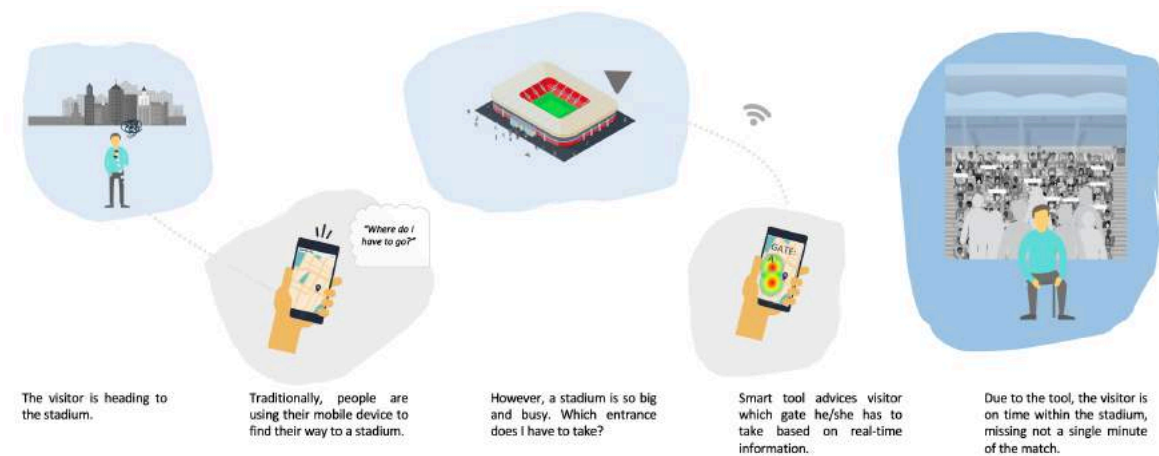 "Where do I
have to go?"
GATE:
The visitor is heading to
the stadium.
Traditionally, people are
using their mobile device to
find their way to a stadium.
However, a stadium is so big
and busy. Which entrance
does I have to take?
Smart tool advices visitor
which gate he/she has to
take based on real-time
information.
Due to the tool, the visitor is
on time within the stadium,
missing not a single minute
of the match.